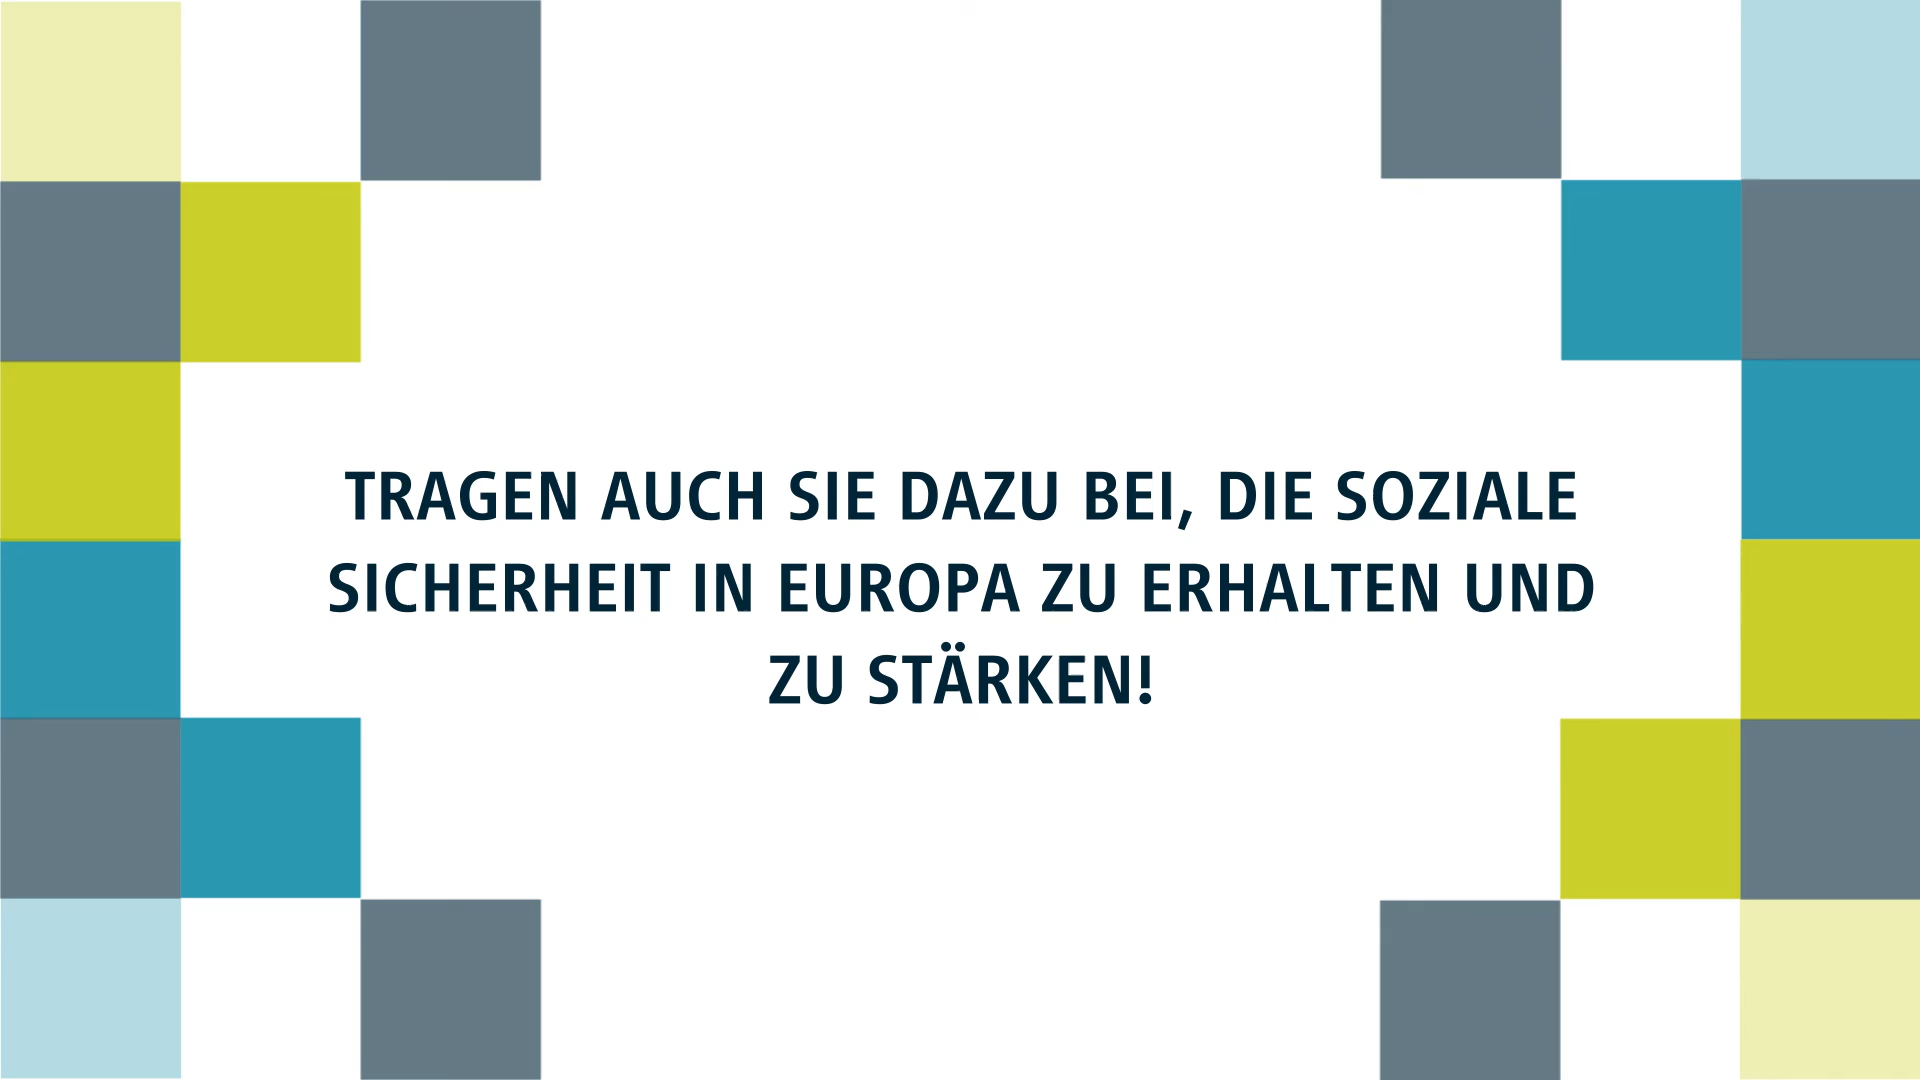 TRAGEN AUCH SIE DAZU BEI, DIE SOZIALE
SICHERHEIT IN EUROPA ZU ERHALTEN UND
ZU STÄRKEN!